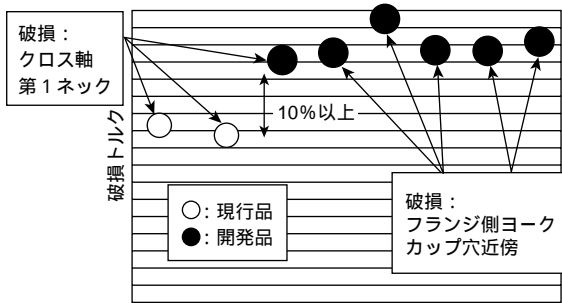 破損：
クロス軸
第１ネック
10%以上
破損トルク
○：現行品
●：開発品
破損：
フランジ側ヨーク
カップ穴近傍